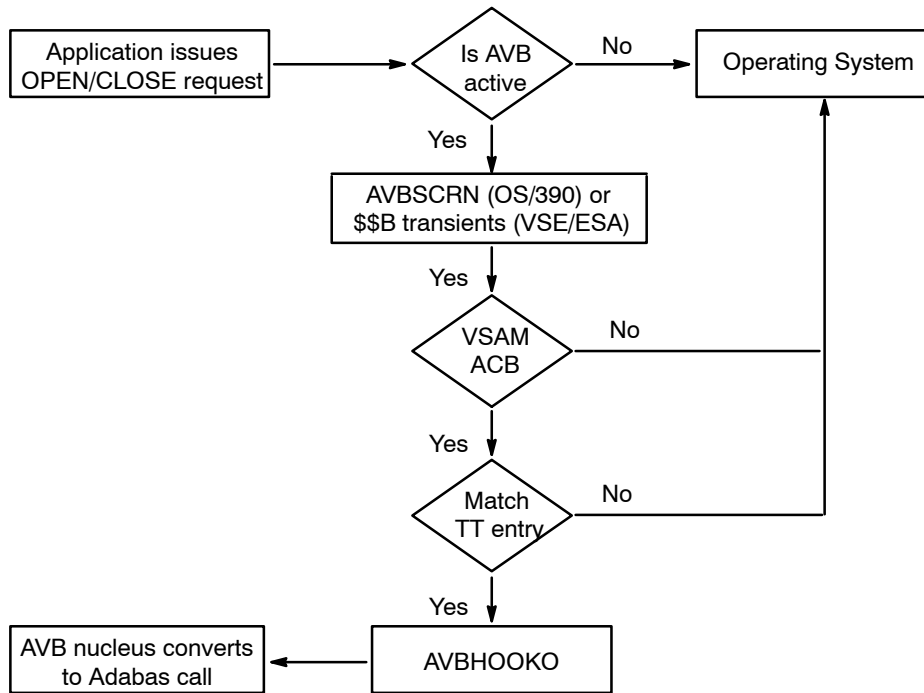 Application issues
OPEN/CLOSE request
Is AVB
active
No
Operating System
Yes
AVBSCRN (OS/390) or
$$B transients (VSE/ESA)
Yes
VSAM
ACB
No
Yes
Match
TT entry
No
Yes
AVB nucleus converts
to Adabas call
AVBHOOKO